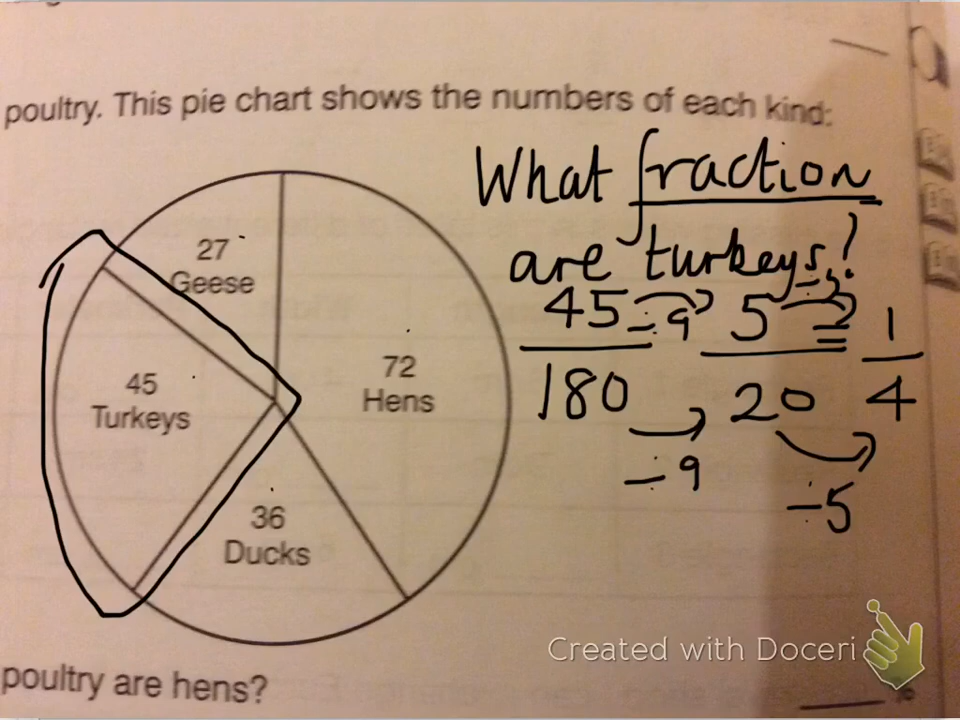 poultry. This pie chart shows the numbers of each kind:
What fraction
are turkeys?
27
Geese
45
Turkeys
72
Hens
36
Ducks
45 ÷9 5 ÷5 = 1
180 20 4
÷9
÷5
Created with Doceri
poultry are hens?